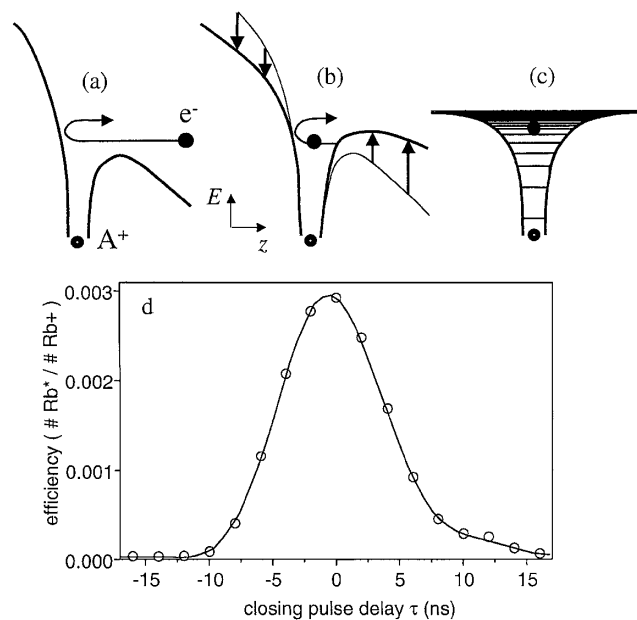 (a)
(b)
(c)
e-
E
z
A+
d
efficiency ( # Rb* / # Rb+ )
0.003
0.002
0.001
0.000
-15 -10 -5 0 5 10 15
closing pulse delay τ (ns)